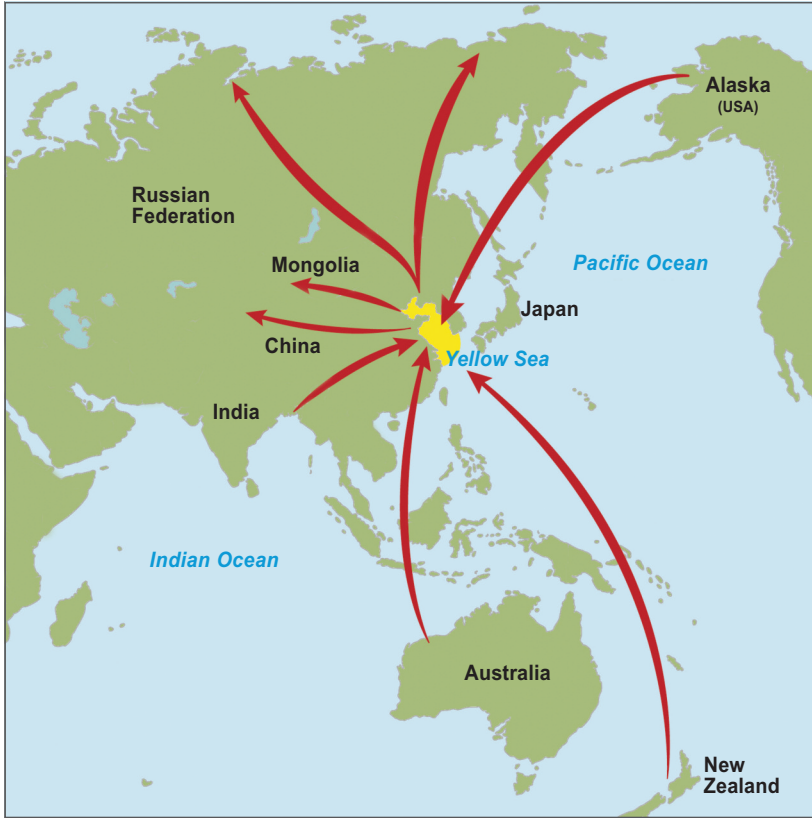 Alaska
(USA)
Russian
Federation
Mongolia
Pacific Ocean
Japan
China
Yellow Sea
India
Indian Ocean
Australia
New
Zealand